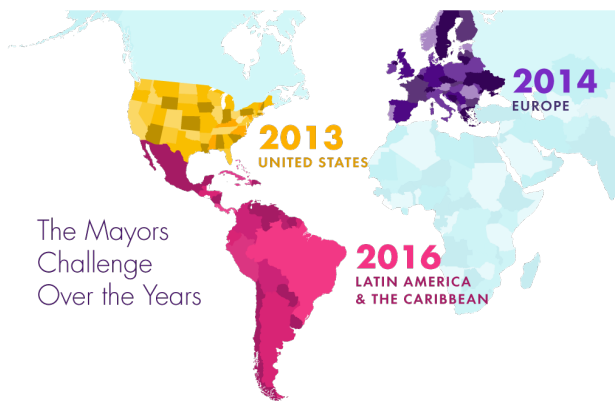 2014
EUROPE
2013
UNITED STATES
The Mayors
Challenge
Over the Years
2016
LATIN AMERICA
& THE CARIBBEAN